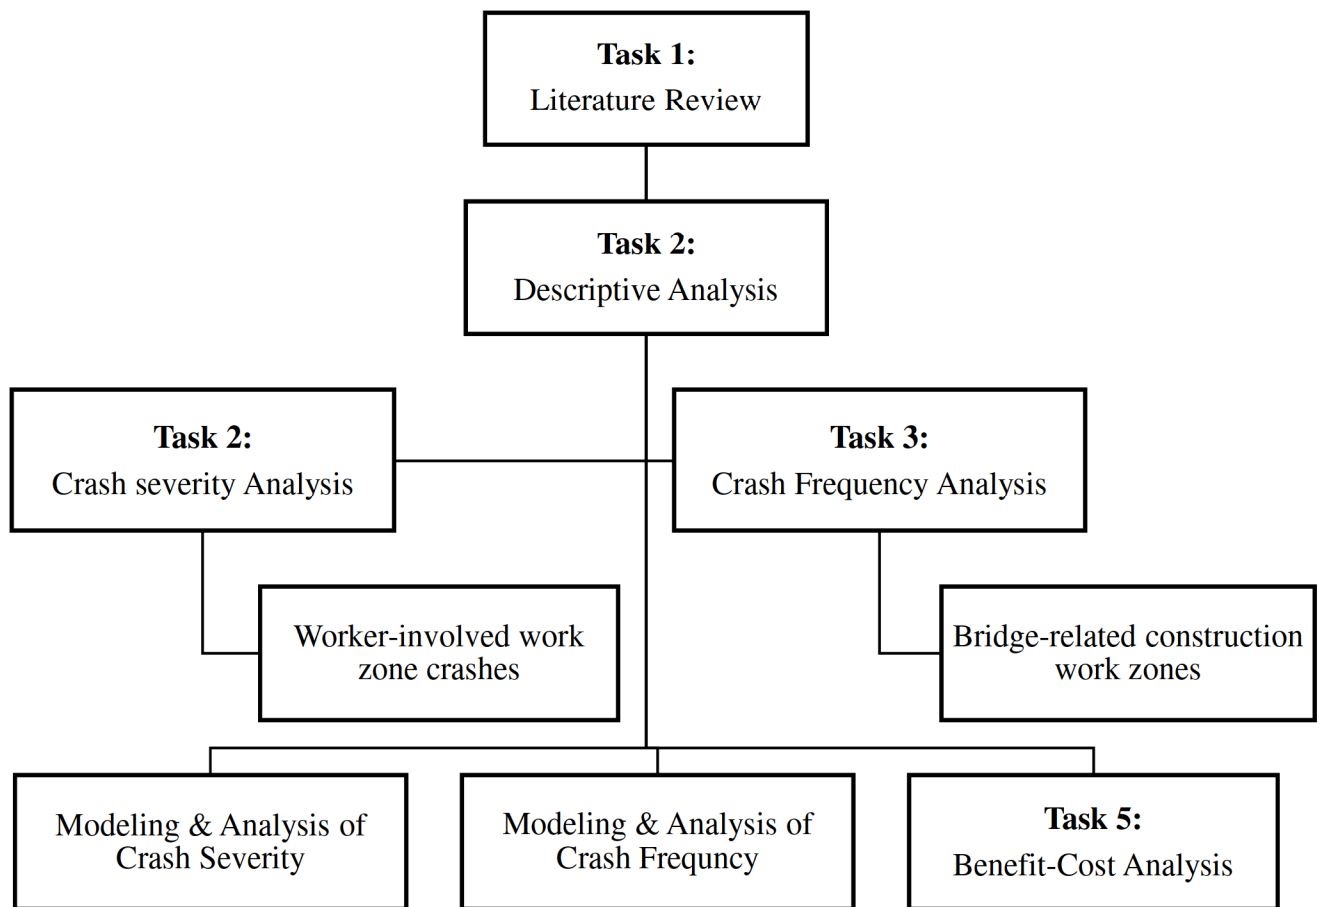 Task 1:
Literature Review
Task 2:
Descriptive Analysis
Task 2:
Crash severity Analysis
Task 3:
Crash Frequency Analysis
Worker-involved work
zone crashes
Bridge-related construction
work zones
Modeling & Analysis of
Crash Severity
Modeling & Analysis of
Crash Frequncy
Task 5:
Benefit-Cost Analysis